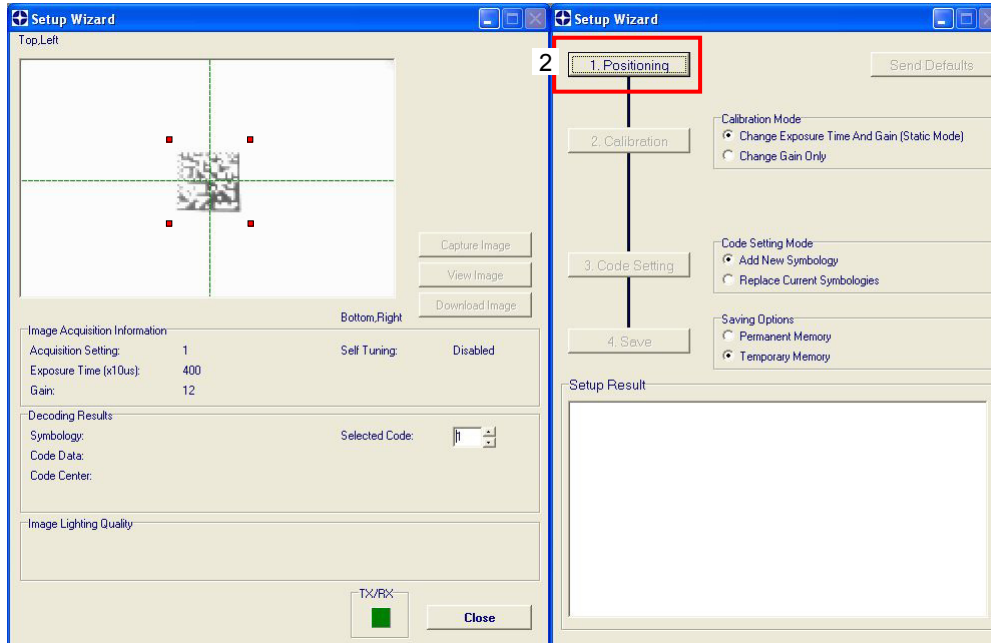 Setup Wizard
Top,Left
Capture Image
View Image
Download Image
Bottom,Right
Image Acquisition Information
Acquisition Setting: 1 Self Tuning: Disabled
Exposure Time (x10us): 400
Gain: 12
Decoding Results
Symbology: Selected Code: 1
Code Data:
Code Center:
Image Lighting Quality
TX/RX
Close
Setup Wizard
2
1. Positioning Send Defaults
2. Calibration
Calibration Mode
Change Exposure Time And Gain (Static Mode)
Change Gain Only
3. Code Setting
Code Setting Mode
Add New Symbology
Replace Current Symbologies
4. Save
Saving Options
Permanent Memory
Temporary Memory
Setup Result